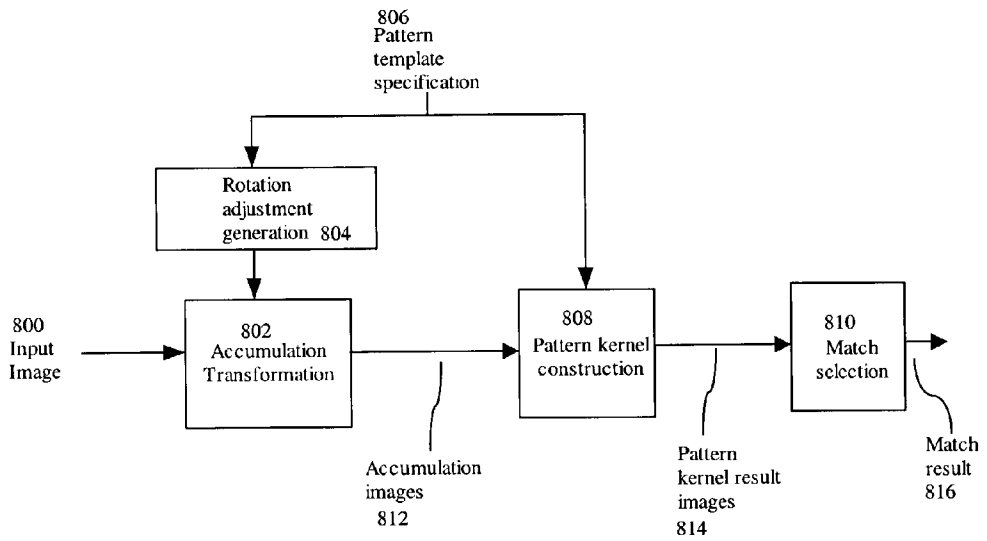 806
Pattern
template
specification
Rotation
adjustment
generation 804
800
Input
Image
802
Accumulation
Transformation
808
Pattern kernel
construction
810
Match
selection
Accumulation
images
812
Pattern
kernel result
images
814
Match
result
816